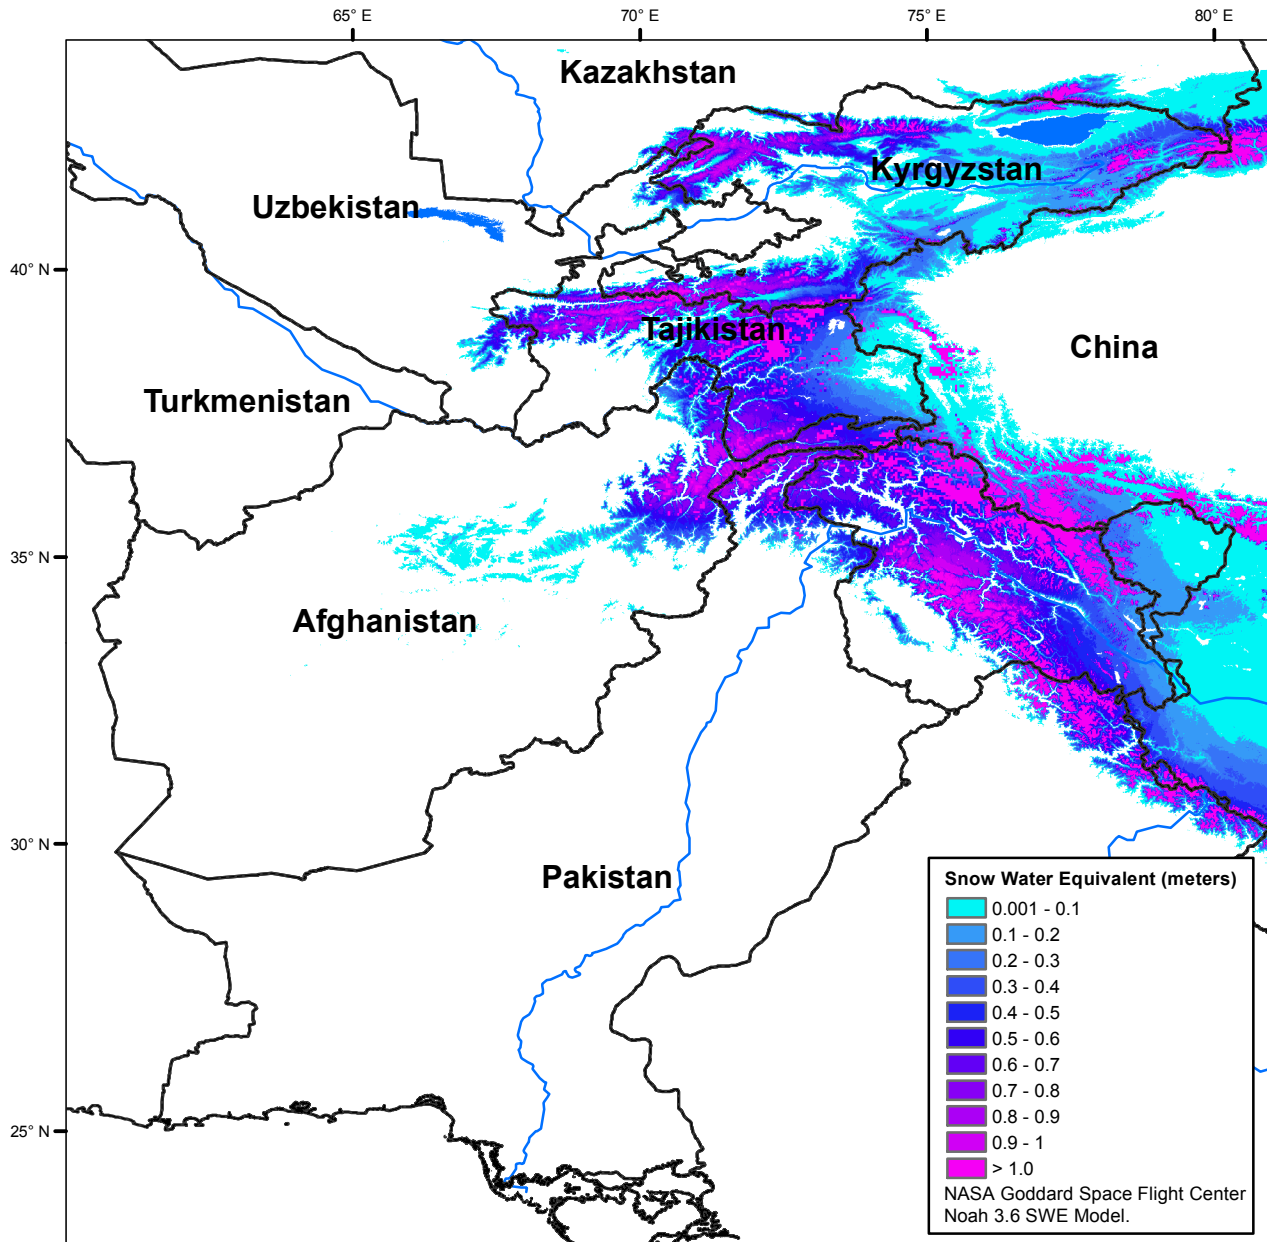 65° E
70° E
75° E
80° E
Kazakhstan
Kyrgyzstan
Uzbekistan
40° N
Tajikistan
China
Turkmenistan
35° N
Afghanistan
30° N
Pakistan
25° N
Snow Water Equivalent (meters)
0.001 - 0.1
0.1 - 0.2
0.2 - 0.3
0.3 - 0.4
0.4 - 0.5
0.5 - 0.6
0.6 - 0.7
0.7 - 0.8
0.8 - 0.9
0.9 - 1
> 1.0
NASA Goddard Space Flight Center
Noah 3.6 SWE Model.